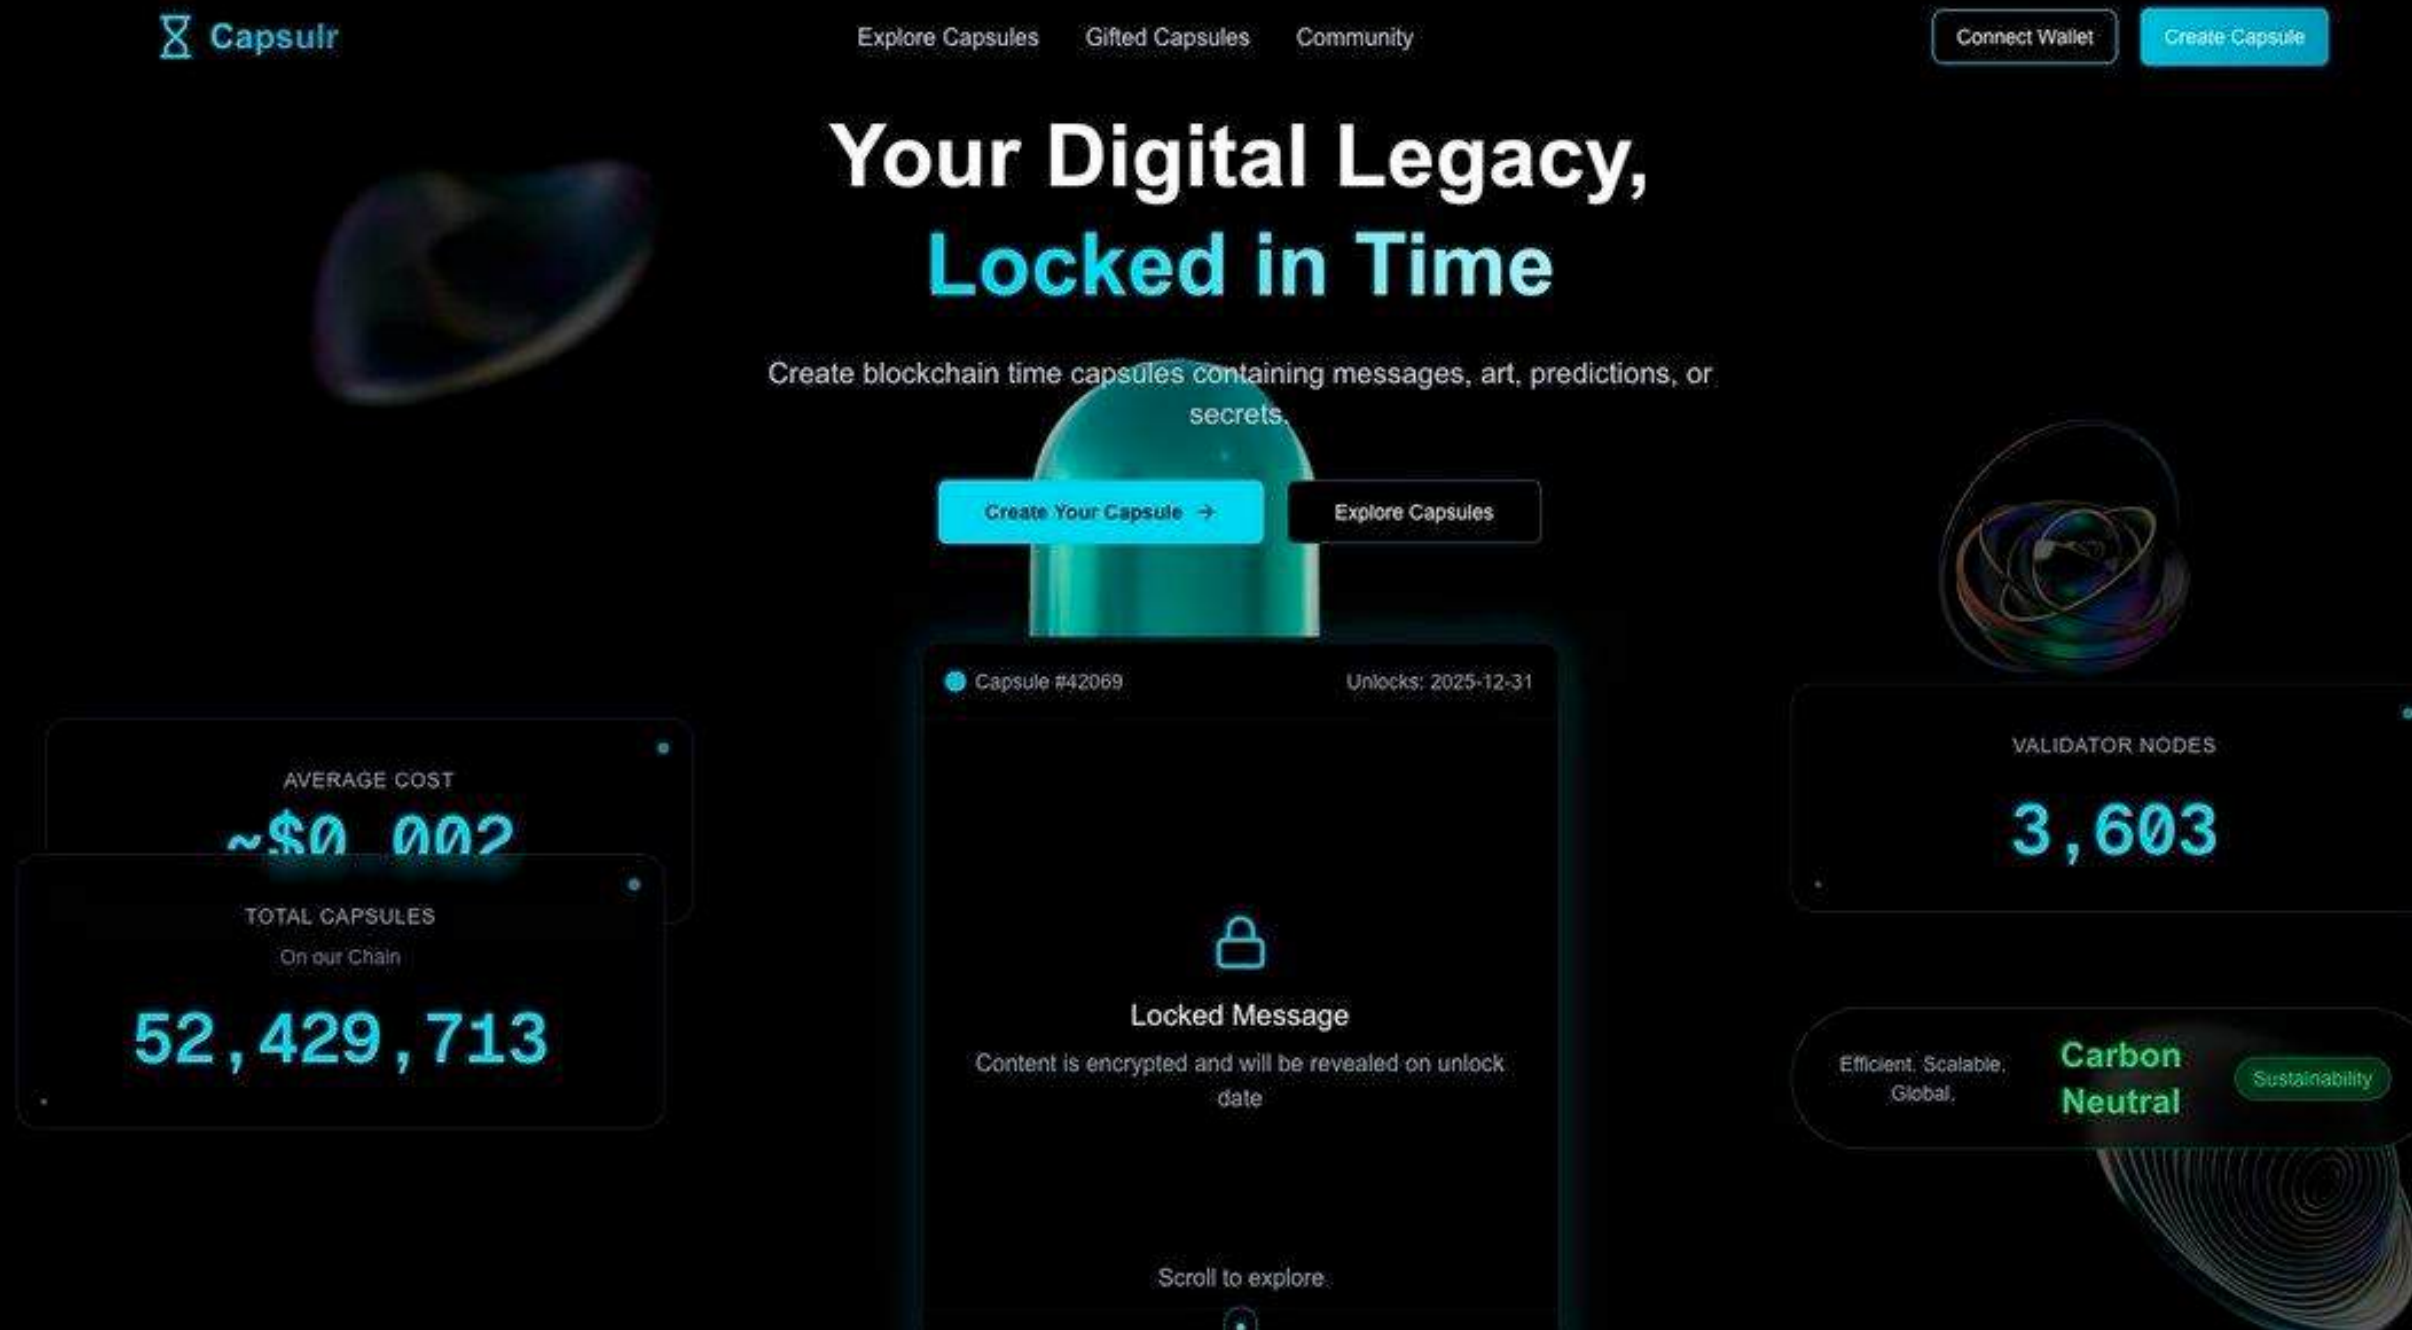 Capsulr
Explore Capsules
Gifted Capsules
Community
Connect Wallet
Create Capsule
Your Digital Legacy,
Locked in Time
Create blockchain time capsules containing messages, art, predictions, or
secrets.
Create Your Capsule →
Explore Capsules
Capsule #42069
Unlocks: 2025-12-31
Locked Message
Content is encrypted and will be revealed on unlock
date
Scroll to explore
AVERAGE COST
~$0.002
TOTAL CAPSULES
On our Chain
52,429,713
VALIDATOR NODES
3,603
Efficient. Scalable.
Global.
Carbon
Neutral
Sustainability